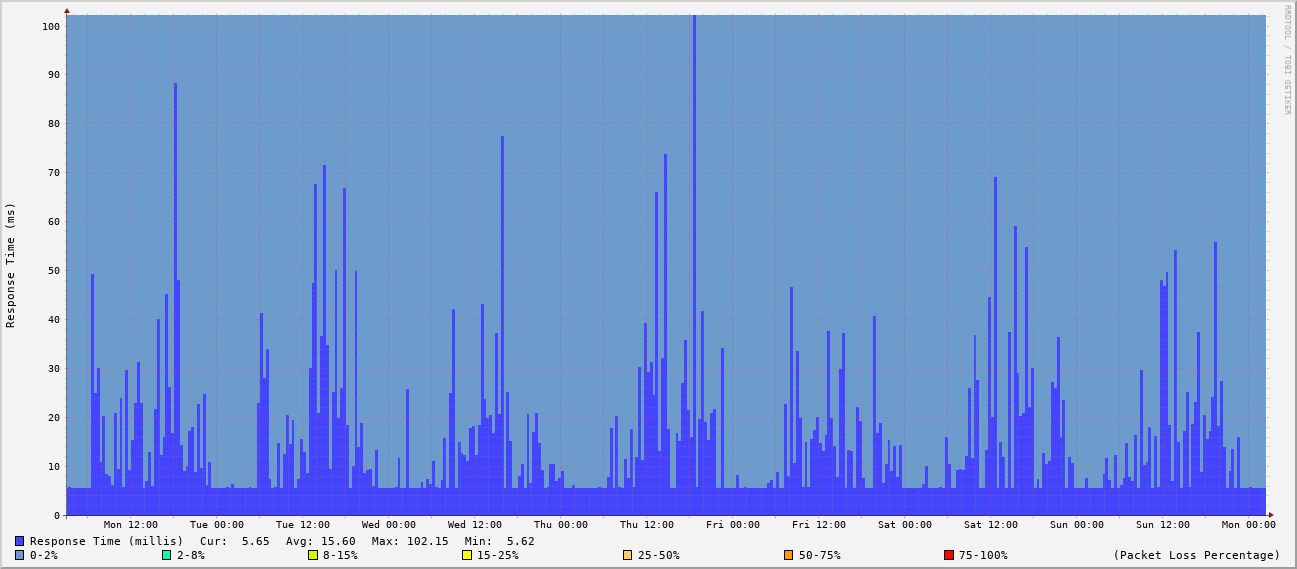 RRDTOOL / TOBI OETIKER
Response Time (ms)
100
90
80
70
60
50
40
30
20
10
0
Mon 12:00 Tue 00:00 Tue 12:00 Wed 00:00 Wed 12:00 Thu 00:00 Thu 12:00 Fri 00:00 Fri 12:00 Sat 00:00 Sat 12:00 Sun 00:00 Sun 12:00 Mon 00:00
Response Time (millis) Cur: 5.65 Avg: 15.60 Max: 102.15 Min: 5.62
0-2% 2-8% 8-15% 15-25% 25-50% 50-75% 75-100% (Packet Loss Percentage)